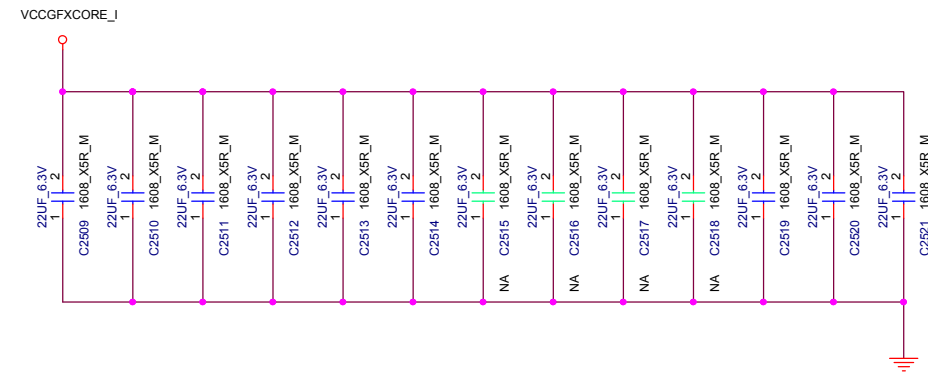 VCCGFXCORE_I
22UF_6.3V
1 2
1608_X5R_M
C2509
22UF_6.3V
1 2
1608_X5R_M
C2510
22UF_6.3V
1 2
1608_X5R_M
C2511
22UF_6.3V
1 2
1608_X5R_M
C2512
22UF_6.3V
1 2
1608_X5R_M
C2513
22UF_6.3V
1 2
1608_X5R_M
C2514
22UF_6.3V
1 2
1608_X5R_M
NA C2515
22UF_6.3V
1 2
1608_X5R_M
NA C2516
22UF_6.3V
1 2
1608_X5R_M
NA C2517
22UF_6.3V
1 2
1608_X5R_M
NA C2518
22UF_6.3V
1 2
1608_X5R_M
C2519
22UF_6.3V
1 2
1608_X5R_M
C2520
22UF_6.3V
1 2
1608_X5R_M
C2521